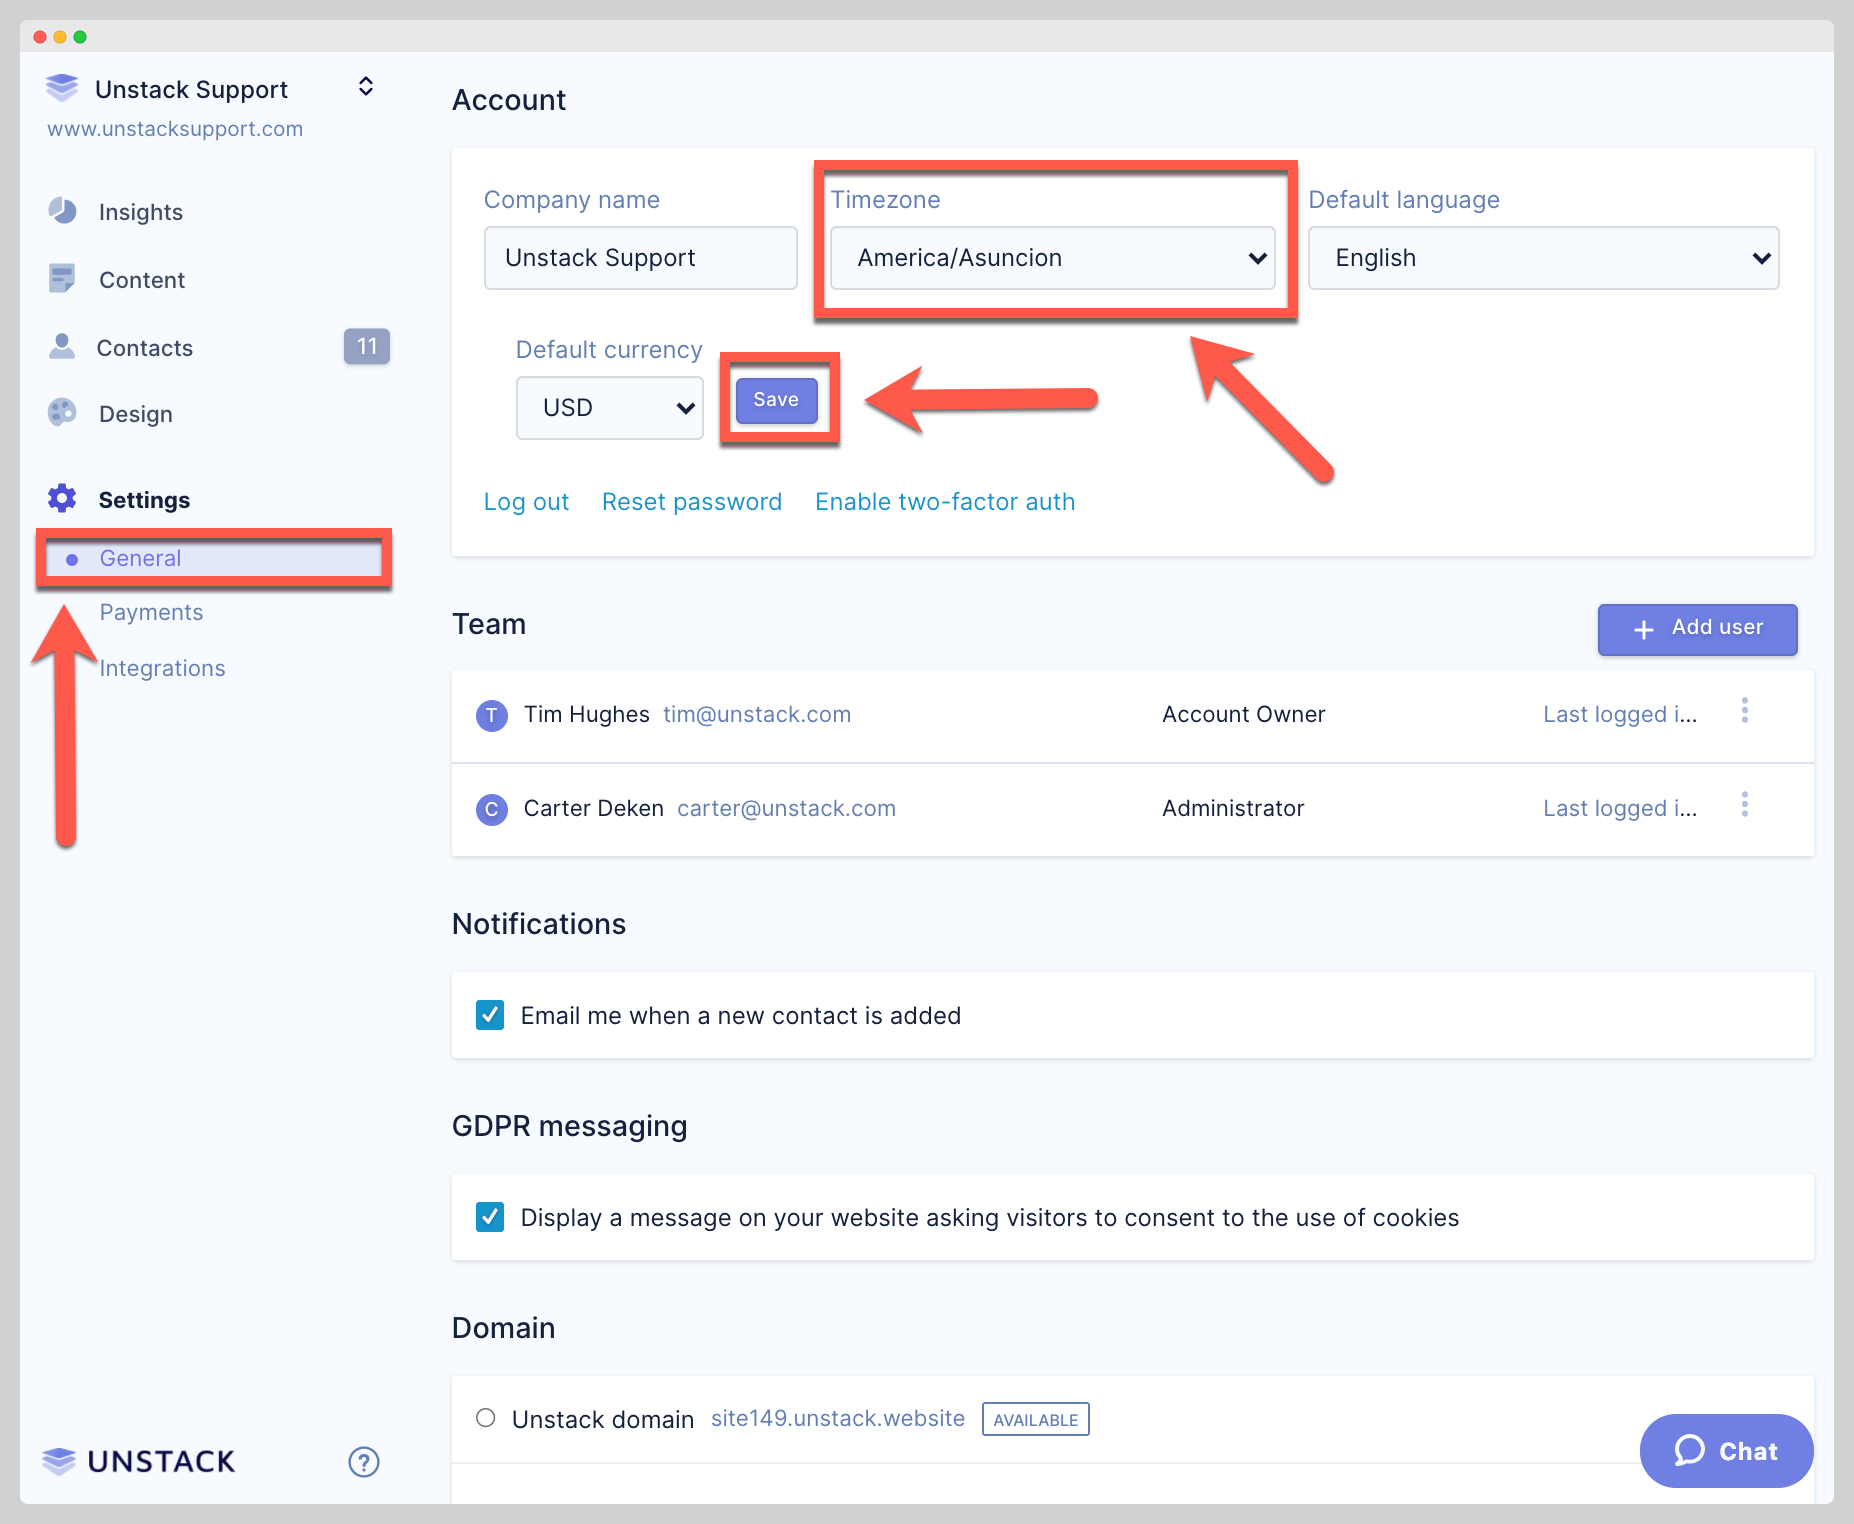 Unstack Support
www.unstacksupport.com
Insights
Content
Contacts 11
Design
Settings
General
Payments
Integrations
UNSTACK ?
Account
Company name Timezone Default language
Unstack Support America/Asuncion English
Default currency
USD Save
Log out Reset password Enable two-factor auth
Team + Add user
T Tim Hughes tim@unstack.com Account Owner Last logged i...
C Carter Deken carter@unstack.com Administrator Last logged i...
Notifications
Email me when a new contact is added
GDPR messaging
Display a message on your website asking visitors to consent to the use of cookies
Domain
Unstack domain site149.unstack.website AVAILABLE
Chat